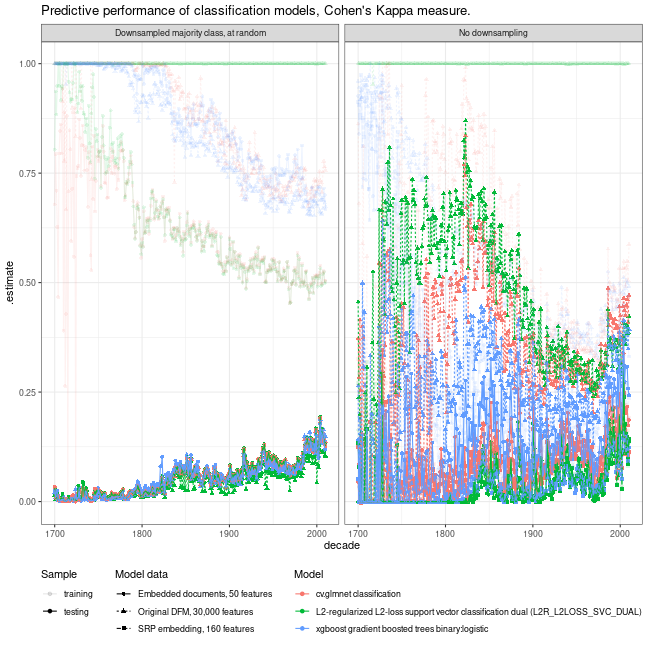 Predictive performance of classification models, Cohen's Kappa measure.
Downsampled majority class, at random
No downsampling
.estimate
1.00
0.75
0.50
0.25
0.00
1700
1800
1900
2000
1700
1800
1900
2000
decade
Sample
training
testing
Model data
Embedded documents, 50 features
Original DFM, 30,000 features
SRP embedding, 160 features
Model
cv.glmnet classification
L2-regularized L2-loss support vector classification dual (L2R_L2LOSS_SVC_DUAL)
xgboost gradient boosted trees binary:logistic